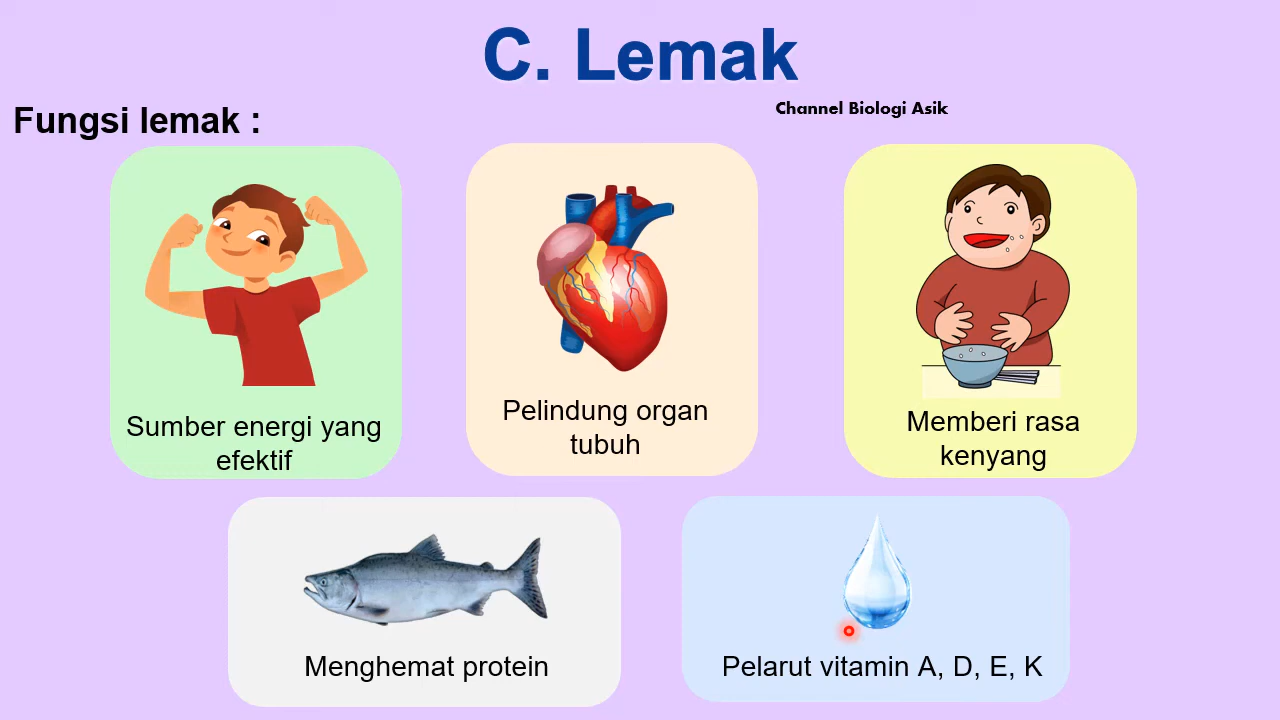 C. Lemak
Channel Biologi Asik
Fungsi lemak :
Sumber energi yang
efektif
Pelindung organ
tubuh
Memberi rasa
kenyang
Menghemat protein
Pelarut vitamin A, D, E, K